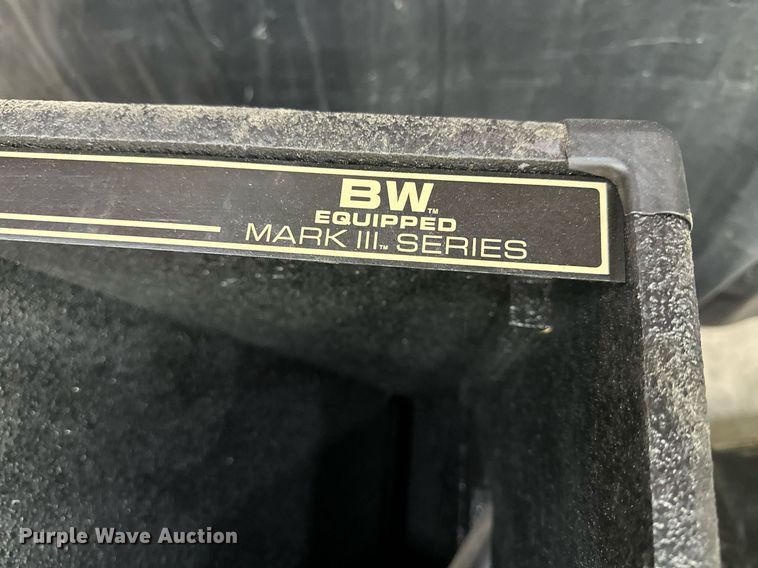 BW™
EQUIPPED
MARK III™ SERIES
Purple Wave Auction